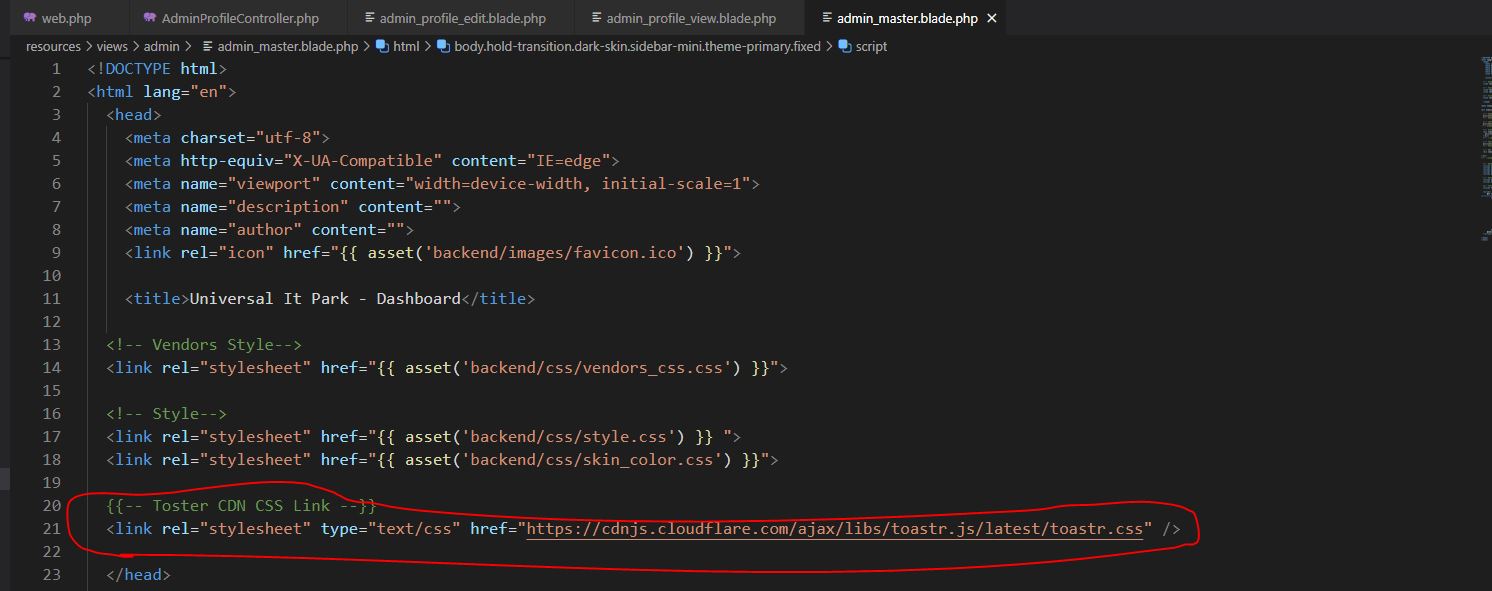 web.php AdminProfileController.php admin_profile_edit.blade.php admin_profile_view.blade.php admin_master.blade.php ×
resources > views > admin > admin_master.blade.php > html > body.hold-transition.dark-skin.sidebar-mini.theme-primary.fixed > script
1 <!DOCTYPE html>
2 <html lang="en">
3 <head>
4 <meta charset="utf-8">
5 <meta http-equiv="X-UA-Compatible" content="IE=edge">
6 <meta name="viewport" content="width=device-width, initial-scale=1">
7 <meta name="description" content="">
8 <meta name="author" content="">
9 <link rel="icon" href="{{ asset('backend/images/favicon.ico') }}">
10
11 <title>Universal It Park - Dashboard</title>
12
13 <!-- Vendors Style-->
14 <link rel="stylesheet" href="{{ asset('backend/css/vendors_css.css') }}">
15
16 <!-- Style-->
17 <link rel="stylesheet" href="{{ asset('backend/css/style.css') }} ">
18 <link rel="stylesheet" href="{{ asset('backend/css/skin_color.css') }}">
19
20 {{-- Toster CDN CSS Link --}}
21 <link rel="stylesheet" type="text/css" href="https://cdnjs.cloudflare.com/ajax/libs/toastr.js/latest/toastr.css" />
22
23 </head>